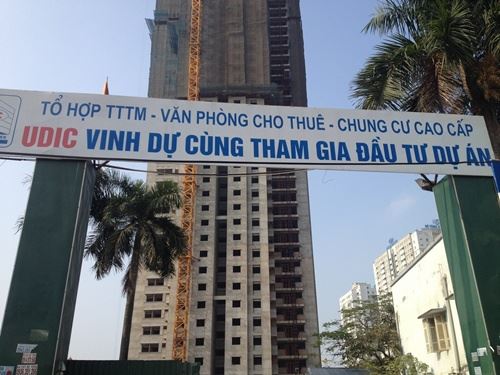 TỔ HỢP TTTM - VĂN PHÒNG CHO THUÊ - CHUNG CƯ CAO CẤP
UDIC VINH DỰ CÙNG THAM GIA ĐẦU TƯ DỰ ÁN